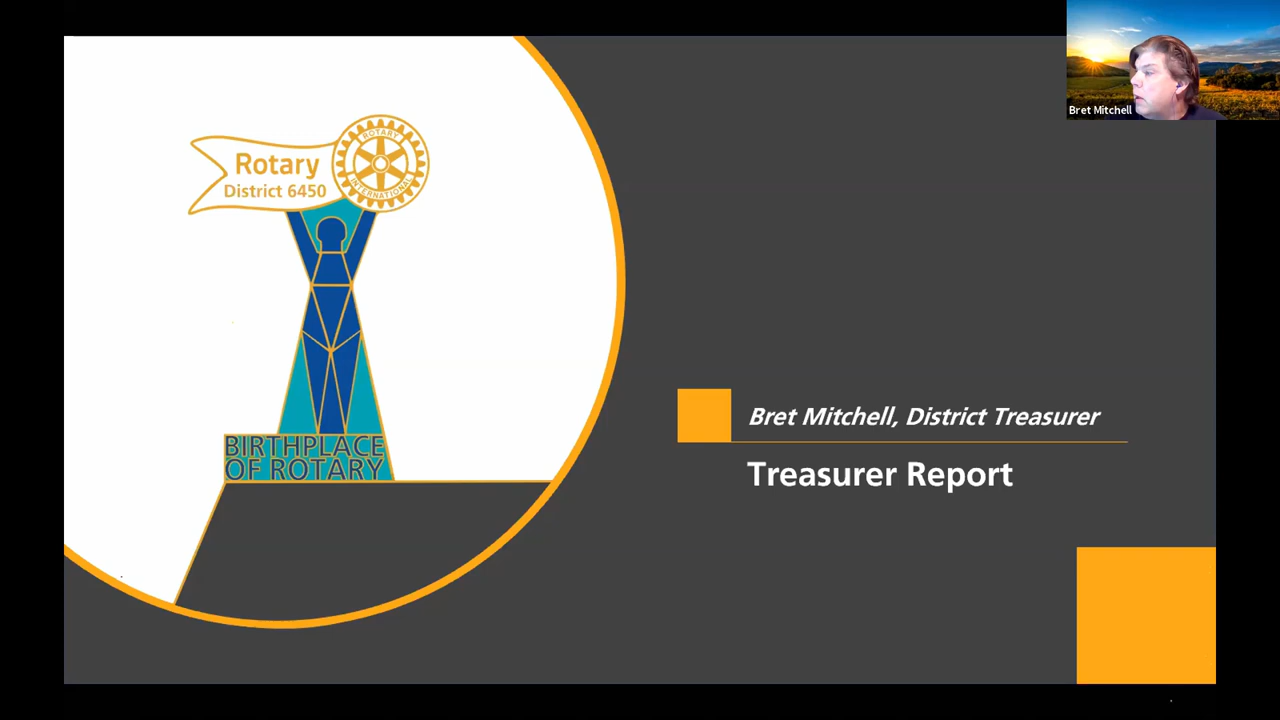 Bret Mitchell
Rotary
District 6450
ROTARY
INTERNATIONAL
BIRTHPLACE
OF ROTARY
Bret Mitchell, District Treasurer
Treasurer Report